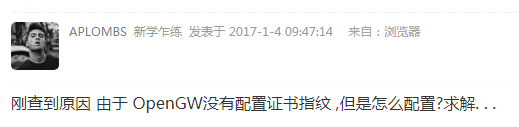 APLOMBS 新学乍练 发表于 2017-1-4 09:47:14 来自：浏览器
刚查到原因 由于 OpenGW没有配置证书指纹 ,但是怎么配置?求解. . .